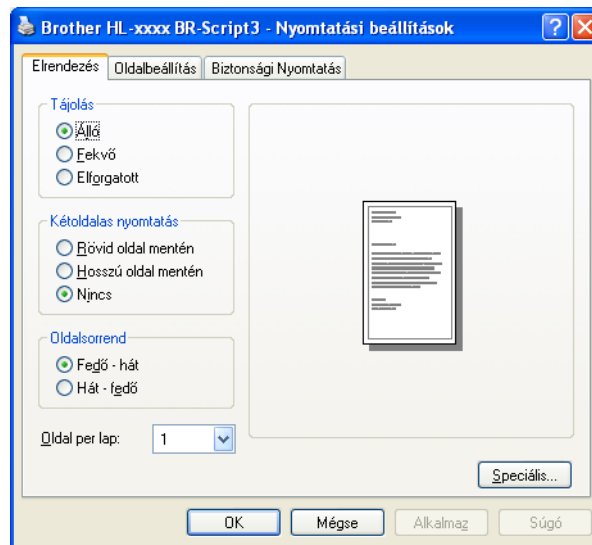 Brother HL-xxxx BR-Script3 - Nyomtatási beállítások
Elrendezés Oldalbeállítás Biztonsági Nyomtatás
Tájolás
Álló
Fekvő
Elforgatott
Kétoldalas nyomtatás
Rövid oldal mentén
Hosszú oldal mentén
Nincs
Oldalsorrend
Fedő - hát
Hát - fedő
Oldal per lap: 1
Speciális...
OK Mégse Alkalmaz Súgó